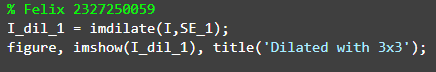 % Felix 2327250059
I_dil_1 = imdilate(I,SE_1);
figure, imshow(I_dil_1), title('Dilated with 3x3');